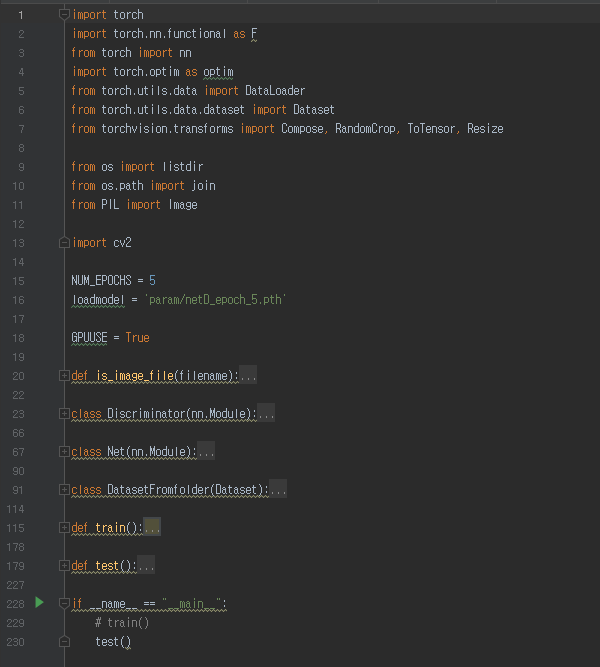 1 import torch
2 import torch.nn.functional as F
3 from torch import nn
4 import torch.optim as optim
5 from torch.utils.data import DataLoader
6 from torch.utils.data.dataset import Dataset
7 from torchvision.transforms import Compose, RandomCrop, ToTensor, Resize
8
9 from os import listdir
10 from os.path import join
11 from PIL import Image
12
13 import cv2
14
15 NUM_EPOCHS = 5
16 loadmodel = 'param/netD_epoch_5.pth'
17
18 GPUUSE = True
19
20 def is_image_file(filename):...
22
23 class Discriminator(nn.Module):...
66
67 class Net(nn.Module):...
90
91 class DatasetFromfolder(Dataset):...
114
115 def train():...
178
179 def test():...
227
228 if __name__ == "__main__":
229     # train()
230     test()